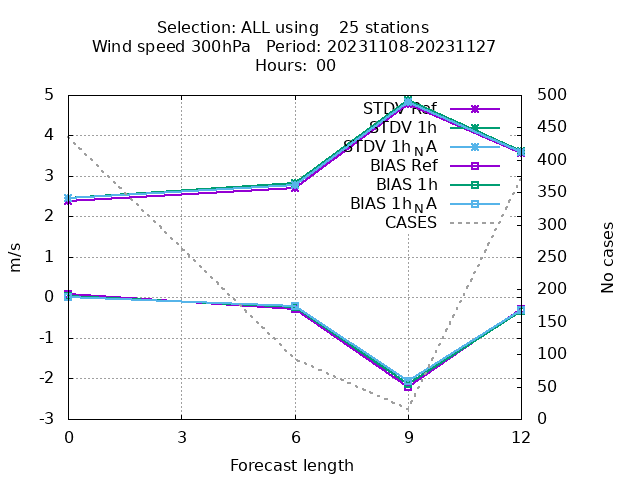 Selection: ALL using    25 stations
Wind speed 300hPa   Period: 20231108-20231127
Hours: 00
5
4
3
2
1
0
-1
-2
-3
m/s
500
450
400
350
300
250
200
150
100
50
0
No cases
STDV Ref
STDV 1h
STDV 1hNA
BIAS Ref
BIAS 1h
BIAS 1hNA
CASES
0 3 6 9 12
Forecast length